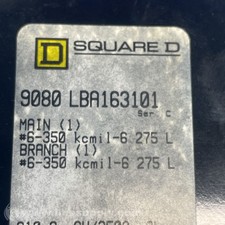 D SQUARE D
9080 LBA163101
Ser. C
MAIN (1)
#6-350 kcmil-6 275 L
BRANCH (1)
#6-350 kcmil-6 275 L